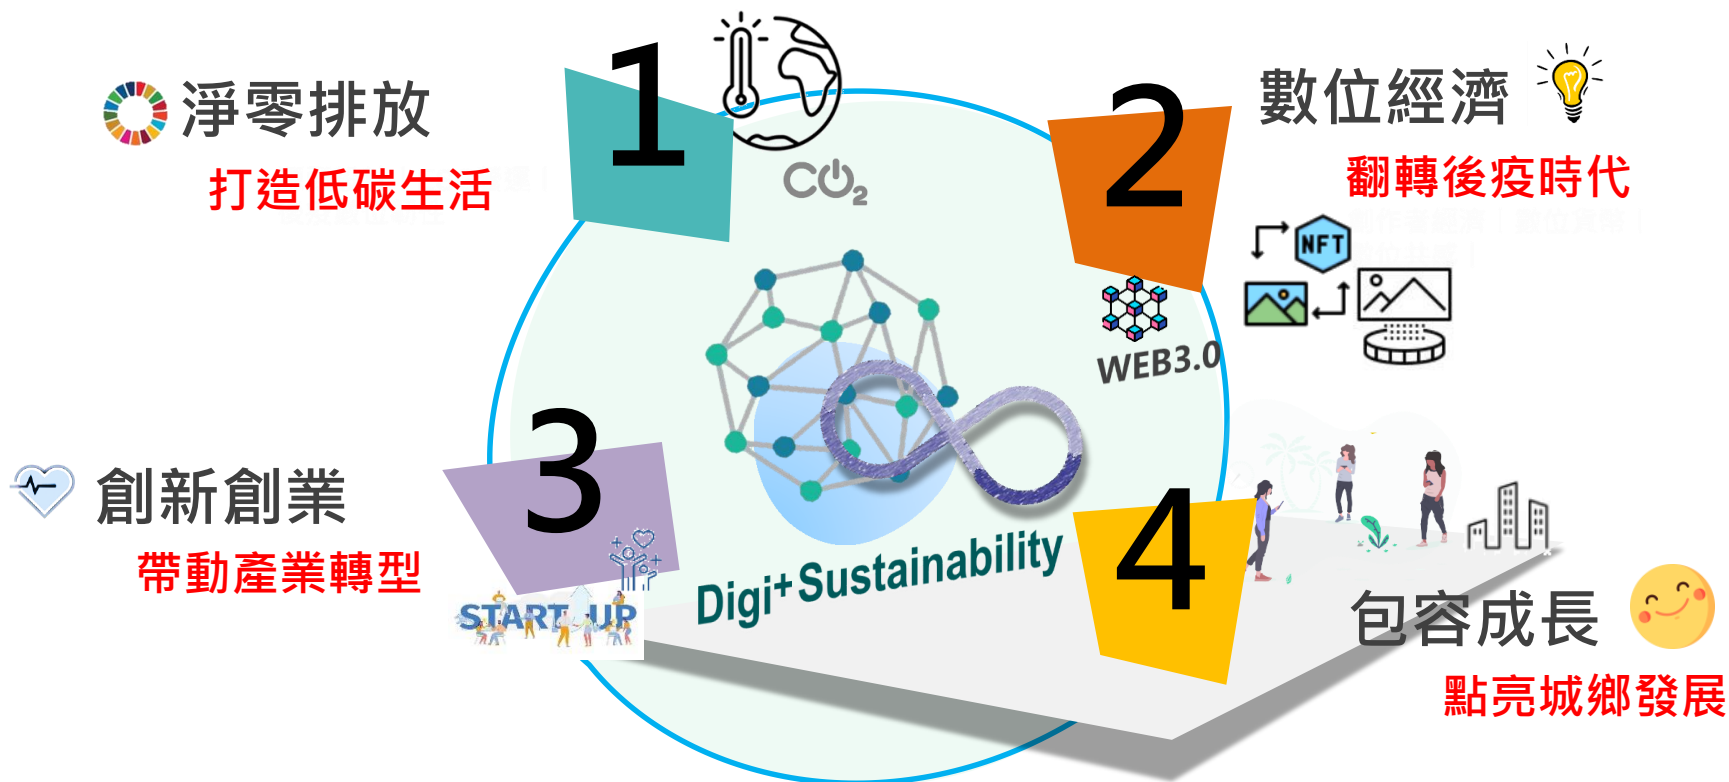 1
淨零排放
打造低碳生活
CO2
2
數位經濟
翻轉後疫時代
NFT
WEB3.0
3
創新創業
帶動產業轉型
START UP
Digi+ Sustainability
4
包容成長
點亮城鄉發展